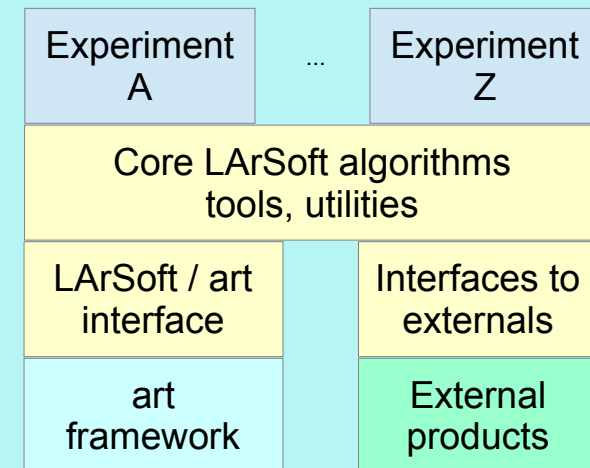 Experiment
A
...
Experiment
Z
Core LArSoft algorithms
tools, utilities
LArSoft / art
interface
Interfaces to
externals
art
framework
External
products